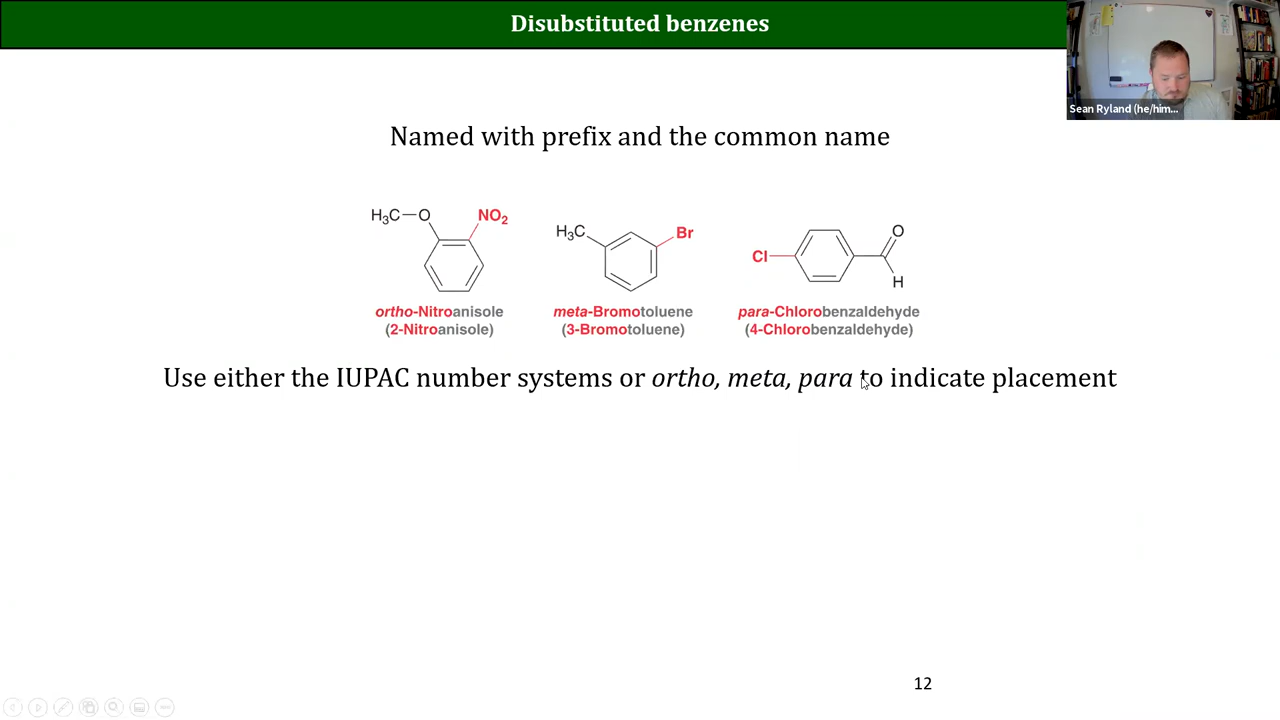 Disubstituted benzenes
Sean Ryland (he/him...
Named with prefix and the common name
H₃C—O NO₂
H₃C Br
Cl O
H
ortho-Nitroanisole
(2-Nitroanisole)
meta-Bromotoluene
(3-Bromotoluene)
para-Chlorobenzaldehyde
(4-Chlorobenzaldehyde)
Use either the IUPAC number systems or ortho, meta, para to indicate placement
12